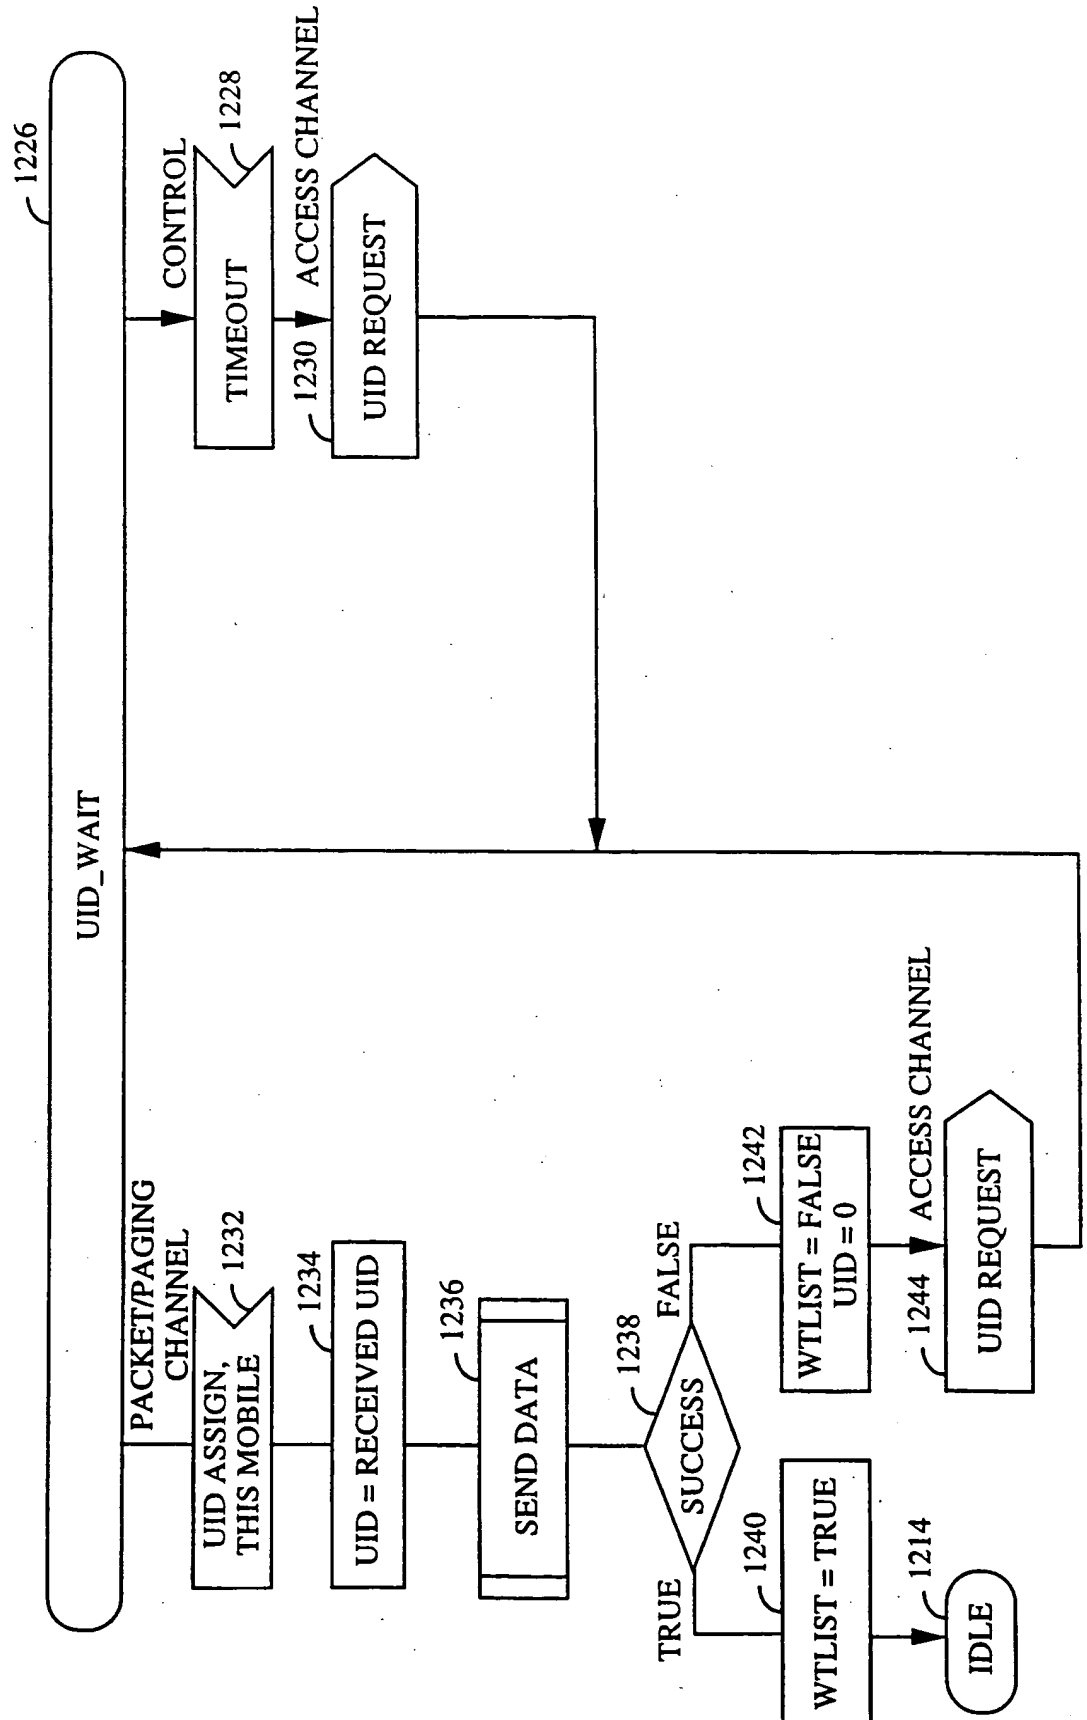 1226
UID_WAIT
PACKET/PAGING
CHANNEL
1232
UID ASSIGN,
THIS MOBILE
1234
UID = RECEIVED UID
1236
SEND DATA
1238
SUCCESS
TRUE
FALSE
1240
WTLIST = TRUE
1214
IDLE
1242
WTLIST = FALSE
UID = 0
ACCESS CHANNEL
1244
UID REQUEST
CONTROL
1228
TIMEOUT
ACCESS CHANNEL
1230
UID REQUEST